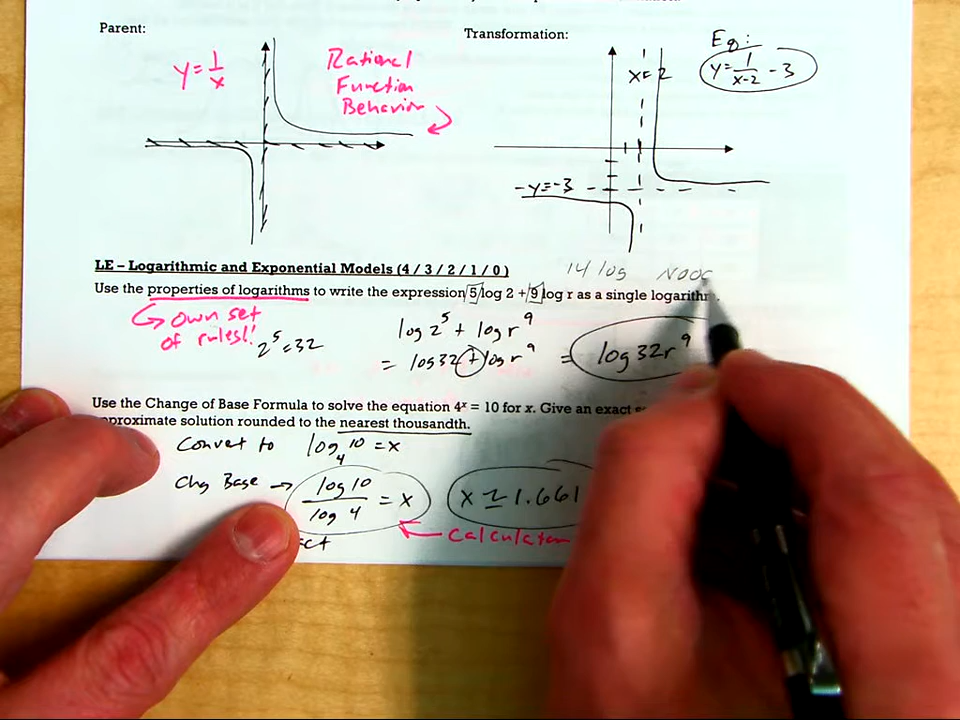 Parent:
y = 1/x
Rational
Function
Behavior
Transformation:
x = 2
Eq:
y = 1/(x-2) - 3
y = -3
LE – Logarithmic and Exponential Models (4 / 3 / 2 / 1 / 0 )
14 log
Use the properties of logarithms to write the expression 5 log 2 + 9 log r as a single logarithm.
own set
of rules!!
2^5 = 32
log 2^5 + log r^9
= log 32 + log r^9
= log 32r^9
Use the Change of Base Formula to solve the equation 4^x = 10 for x. Give an exact
approximate solution rounded to the nearest thousandth.
Convert to log_4 10 = x
Chg Base → log 10 / log 4 = x
x ≃ 1.661
Calculator